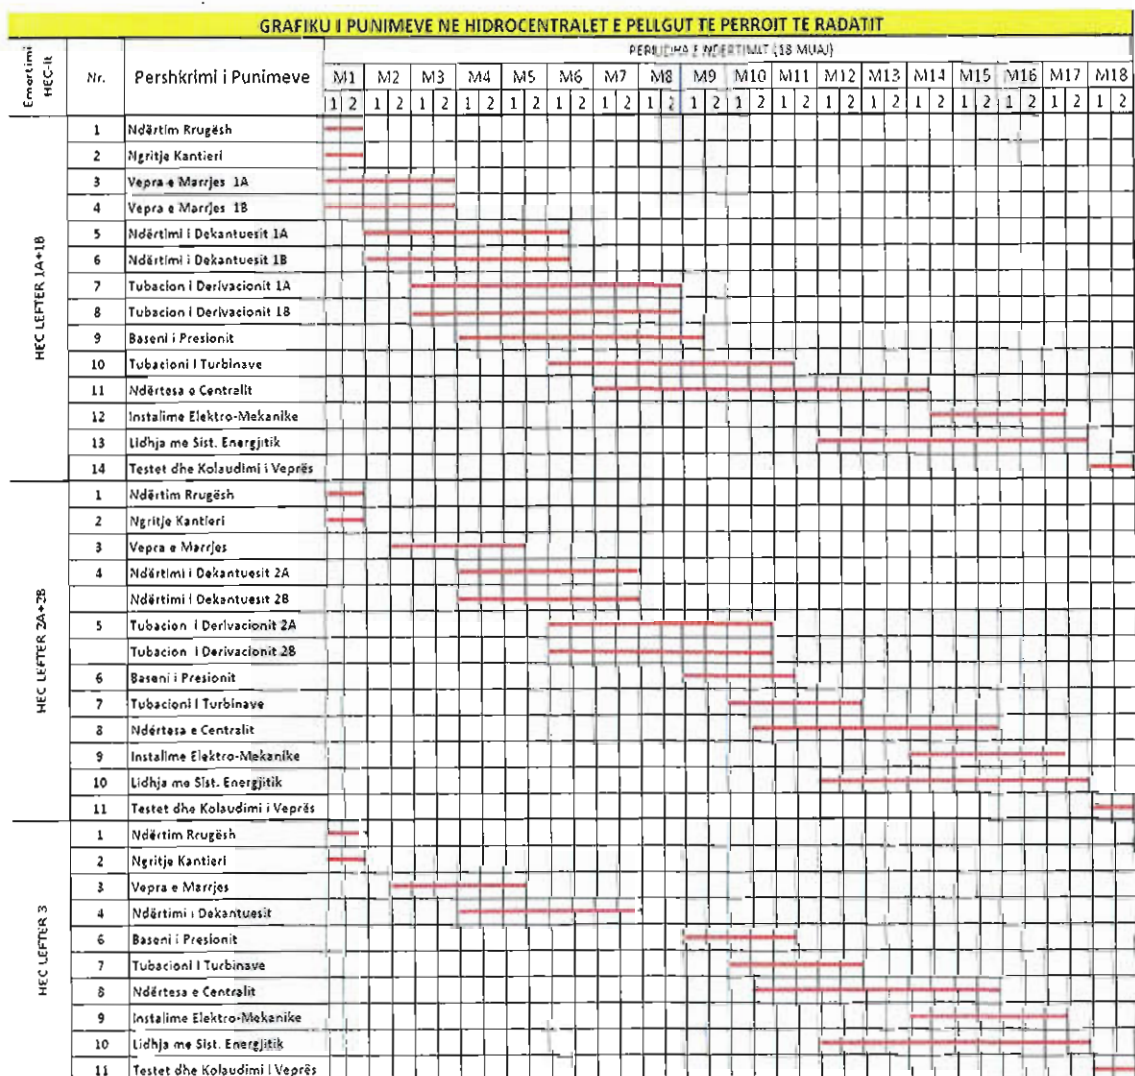 GRAFIKU I PUNIMEVE NE HIDROCENTRALET E PELLGUT TE PERROIT TE RADATIT
Emertimi HEC-it Nr. Pershkrimi i Punimeve PERIUDHA E NDERTIMIT (18 MUAJ)
M1 M2 M3 M4 M5 M6 M7 M8 M9 M10 M11 M12 M13 M14 M15 M16 M17 M18
1 2 1 2 1 2 1 2 1 2 1 2 1 2 1 2 1 2 1 2 1 2 1 2 1 2 1 2 1 2 1 2 1 2 1 2
HEC LEFTER 1A+1B
1 Ndërtim Rrugësh
2 Ngritje Kantieri
3 Vepra e Marrjes 1A
4 Vepra e Marrjes 1B
5 Ndërtimi i Dekantuesit 1A
6 Ndërtimi i Dekantuesit 1B
7 Tubacion i Derivacionit 1A
8 Tubacion i Derivacionit 1B
9 Baseni i Presionit
10 Tubacioni I Turbinave
11 Ndërtesa e Centralit
12 Instalime Elektro-Mekanike
13 Lidhja me Sist. Energjitik
14 Testet dhe Kolaudimi i Veprës
HEC LEFTER 2A+2B
1 Ndërtim Rrugësh
2 Ngritje Kantieri
3 Vepra e Marrjes
4 Ndërtimi i Dekantuesit 2A
Ndërtimi i Dekantuesit 2B
5 Tubacion i Derivacionit 2A
Tubacion i Derivacionit 2B
6 Baseni i Presionit
7 Tubacioni I Turbinave
8 Ndërtesa e Centralit
9 Instalime Elektro-Mekanike
10 Lidhja me Sist. Energjitik
11 Testet dhe Kolaudimi i Veprës
HEC LEFTER 3
1 Ndërtim Rrugësh
2 Ngritje Kantieri
3 Vepra e Marrjes
4 Ndërtimi i Dekantuesit
6 Baseni i Presionit
7 Tubacioni I Turbinave
8 Ndërtesa e Centralit
9 Instalime Elektro-Mekanike
10 Lidhja me Sist. Energjitik
11 Testet dhe Kolaudimi i Veprës